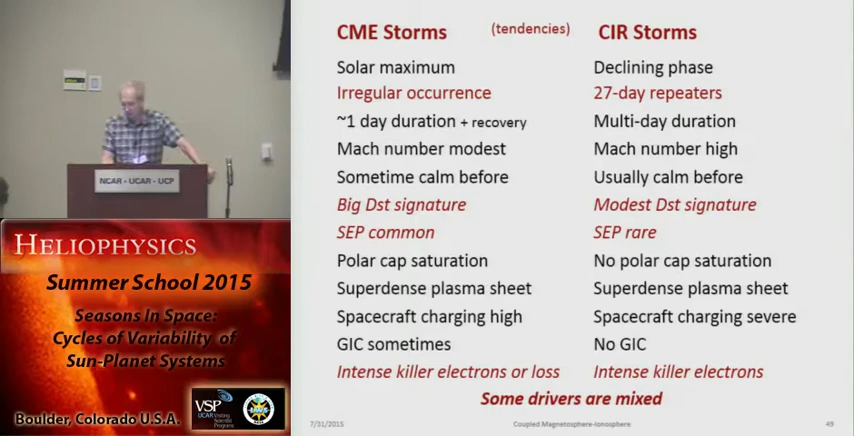 CME Storms (tendencies) CIR Storms
Solar maximum Declining phase
Irregular occurrence 27-day repeaters
~1 day duration + recovery Multi-day duration
Mach number modest Mach number high
Sometime calm before Usually calm before
Big Dst signature Modest Dst signature
SEP common SEP rare
Polar cap saturation No polar cap saturation
Superdense plasma sheet Superdense plasma sheet
Spacecraft charging high Spacecraft charging severe
GIC sometimes No GIC
Intense killer electrons or loss Intense killer electrons
Some drivers are mixed
7/31/2015 Coupled Magnetosphere-Ionosphere 49
NCAR - UCAR - UCP
HELIOPHYSICS
Summer School 2015
Seasons In Space:
Cycles of Variability of
Sun-Planet Systems
Boulder, Colorado U.S.A.
VSP
UCAR Visiting
Scientist
Programs